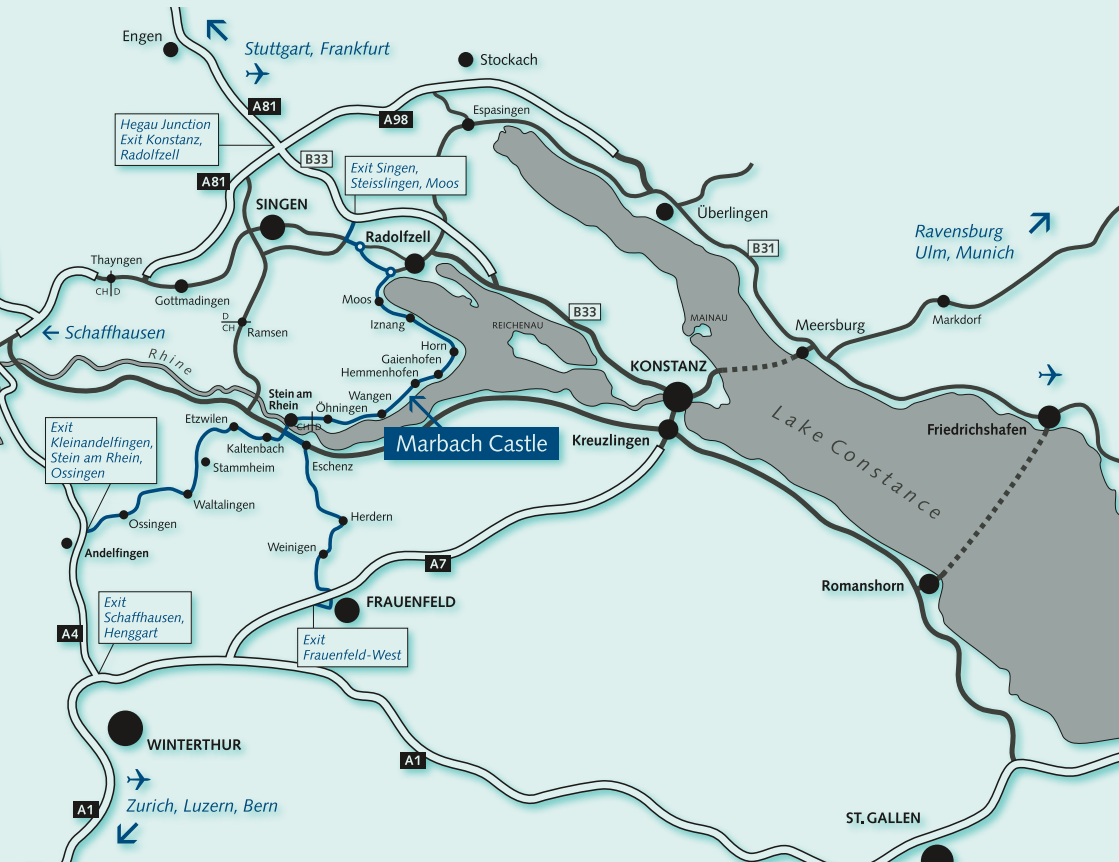 Engen
Stuttgart, Frankfurt
Stockach
A81
A98
Espasingen
Hegau Junction
Exit Konstanz,
Radolfzell
B33
Exit Singen,
Steisslingen, Moos
A81
SINGEN
Überlingen
Radolfzell
B31
Ravensburg
Ulm, Munich
Thayngen
CH D
Gottmadingen
Moos
Iznang
D
CH
Ramsen
REICHENAU
B33
MAINAU
Meersburg
Markdorf
Schaffhausen
Rhine
Horn
Gaienhofen
Hemmenhofen
KONSTANZ
Stein am
Rhein
Wangen
Öhningen
CH D
Etzwilen
Kaltenbach
Marbach Castle
Kreuzlingen
Lake Constance
Friedrichshafen
Exit
Kleinandelfingen,
Stein am Rhein,
Ossingen
Stammheim
Eschenz
Waltalingen
Ossingen
Herdern
Andelfingen
Weinigen
A7
Romanshorn
FRAUENFELD
Exit
Schaffhausen,
Henggart
A4
Exit
Frauenfeld-West
WINTERTHUR
A1
Zurich, Luzern, Bern
A1
ST. GALLEN